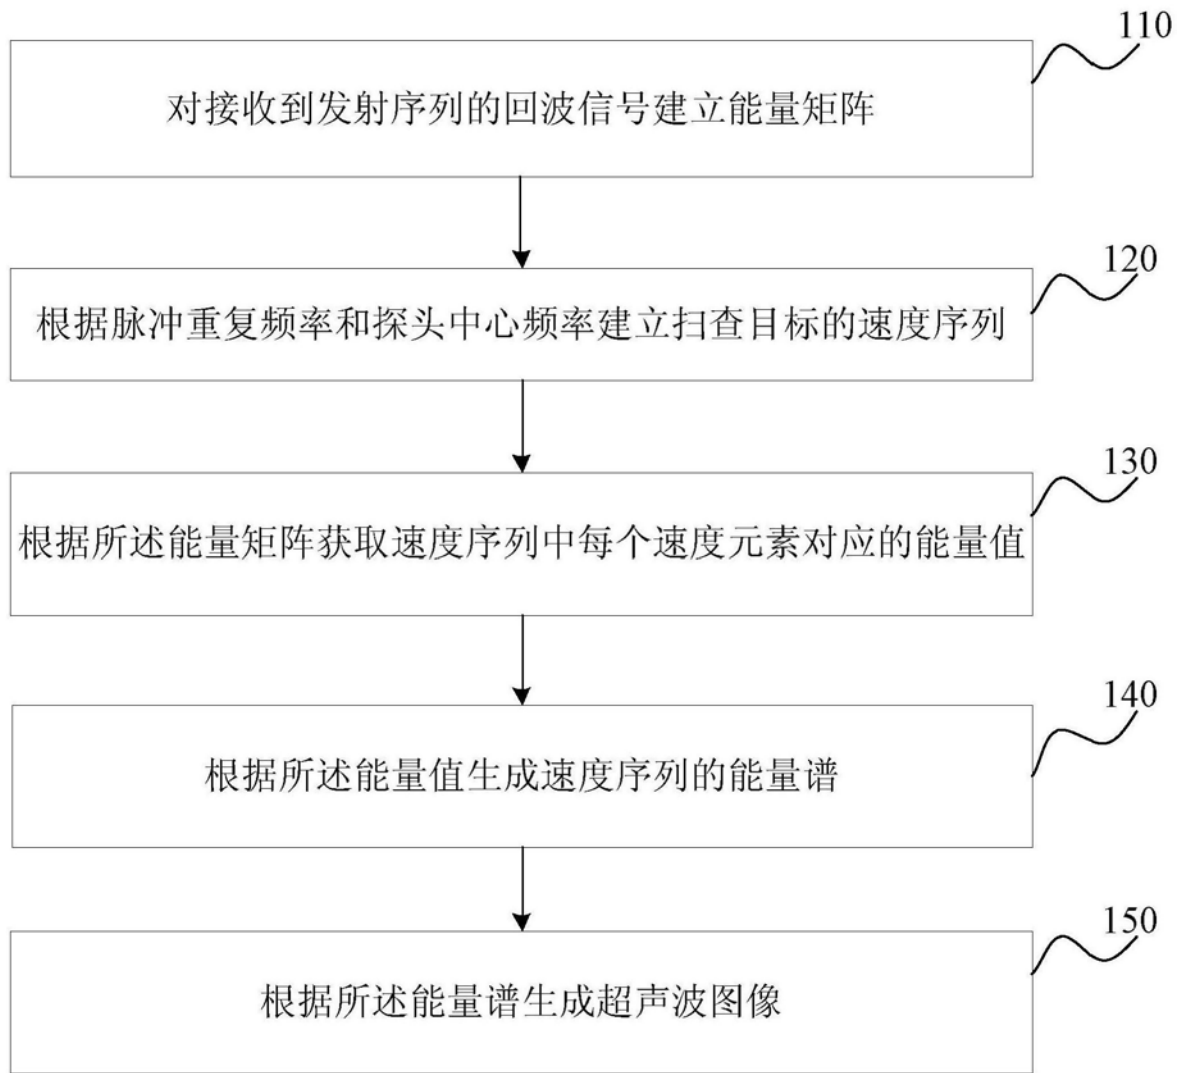 110
对接收到发射序列的回波信号建立能量矩阵
120
根据脉冲重复频率和探头中心频率建立扫查目标的速度序列
130
根据所述能量矩阵获取速度序列中每个速度元素对应的能量值
140
根据所述能量值生成速度序列的能量谱
150
根据所述能量谱生成超声波图像